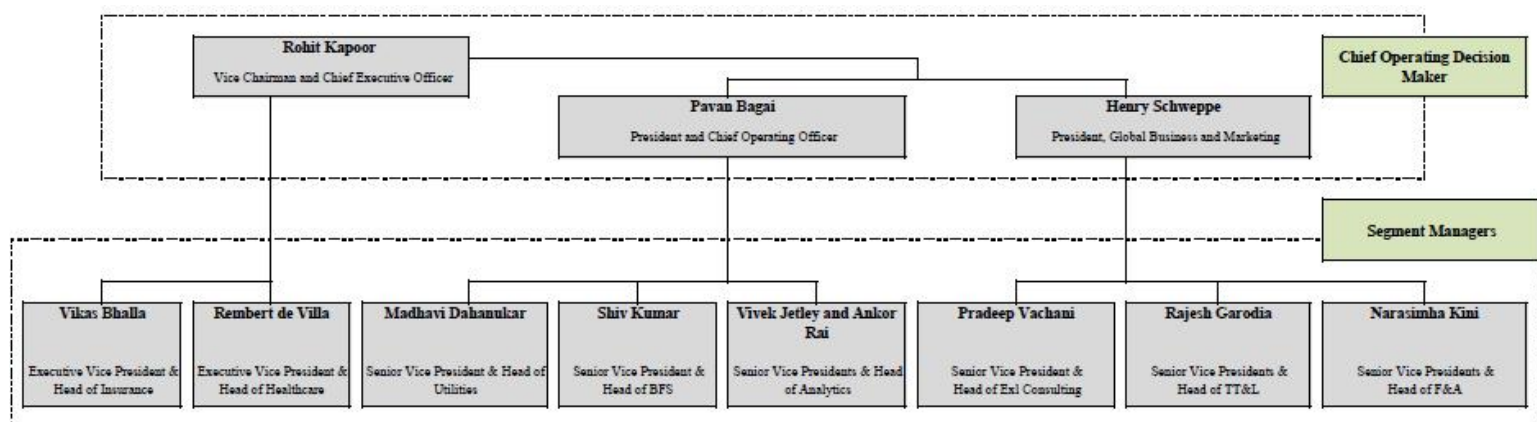 Rohit Kapoor
Vice Chairman and Chief Executive Officer
Chief Operating Decision
Maker
Pavan Bagai
President and Chief Operating Officer
Henry Schweppe
President, Global Business and Marketing
Segment Managers
Vikas Bhalla
Executive Vice President &
Head of Insurance
Rembert de Villa
Executive Vice President &
Head of Healthcare
Madhavi Dahanukar
Senior Vice President & Head of
Utilities
Shiv Kumar
Senior Vice President &
Head of BFS
Vivek Jetley and Ankor
Rai
Senior Vice Presidents & Head
of Analytics
Pradeep Vachani
Senior Vice President &
Head of Exl Consulting
Rajesh Garodia
Senior Vice Presidents &
Head of TT&L
Narasimha Kini
Senior Vice Presidents &
Head of F&A